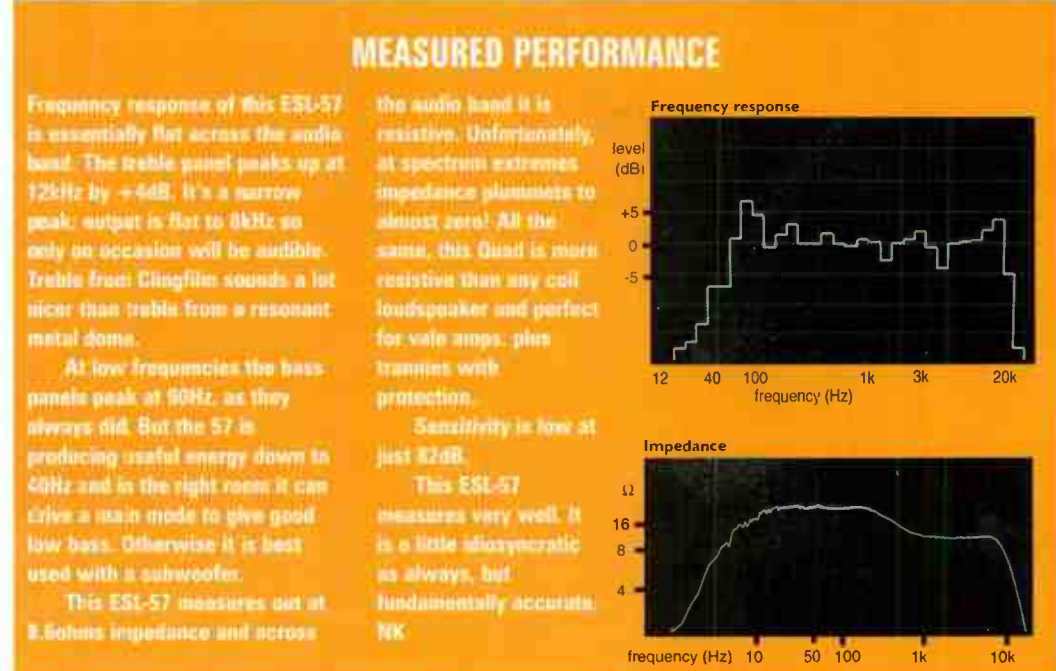 MEASURED PERFORMANCE
Frequency response of this ESL-57
is essentially flat across the audio
band. The treble panel peaks up at
12kHz by +4dB. It's a narrow
peak; output is flat to 8kHz so
only on occasion will be audible.
Treble from Clingfilm sounds a lot
nicer than treble from a resonant
metal dome.
At low frequencies the bass
panels peak at 90Hz, as they
always did. But the 57 is
producing useful energy down to
40Hz and in the right room it can
drive a main mode to give good
low bass. Otherwise it is best
used with a subwoofer.
This ESL-57 measures out at
ohms impedance and across
the audio band it is
resistive. Unfortunately,
at spectrum extremes
impedance plummets to
almost zero! All the
same, this Quad is more
resistive than any coil
loudspeaker and perfect
for vale amps, plus
trannies with
protection.
Sensitivity is low at
just 82dB.
This ESL-57
measures very well. It
is a little idiosyncratic
as always, but
fundamentally accurate.
NK
Frequency response
level
(dB)
+5
0
-5
12 40 100 1k 3k 20k
frequency (Hz)
Impedance
Ω
16
8
4
frequency (Hz) 10 50 100 1k 10k